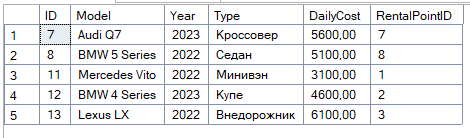 ID Model Year Type DailyCost RentalPointID
1 7 Audi Q7 2023 Кроссовер 5600,00 7
2 8 BMW 5 Series 2022 Седан 5100,00 8
3 11 Mercedes Vito 2022 Минивэн 3100,00 1
4 12 BMW 4 Series 2023 Купе 4600,00 2
5 13 Lexus LX 2022 Внедорожник 6100,00 3